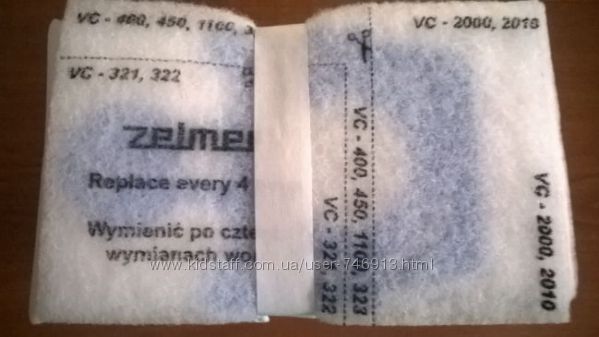 VC - 400, 450, 1100, 3
VC - 2000, 2010
VC - 321, 322
zelmer
Replace every 4
Wymienić po czte
wymianach wo
VC - 400, 450, 1100, 323
VC - 321, 322
VC - 2000, 2010
www.kidstaff.com.ua/user-746913.html